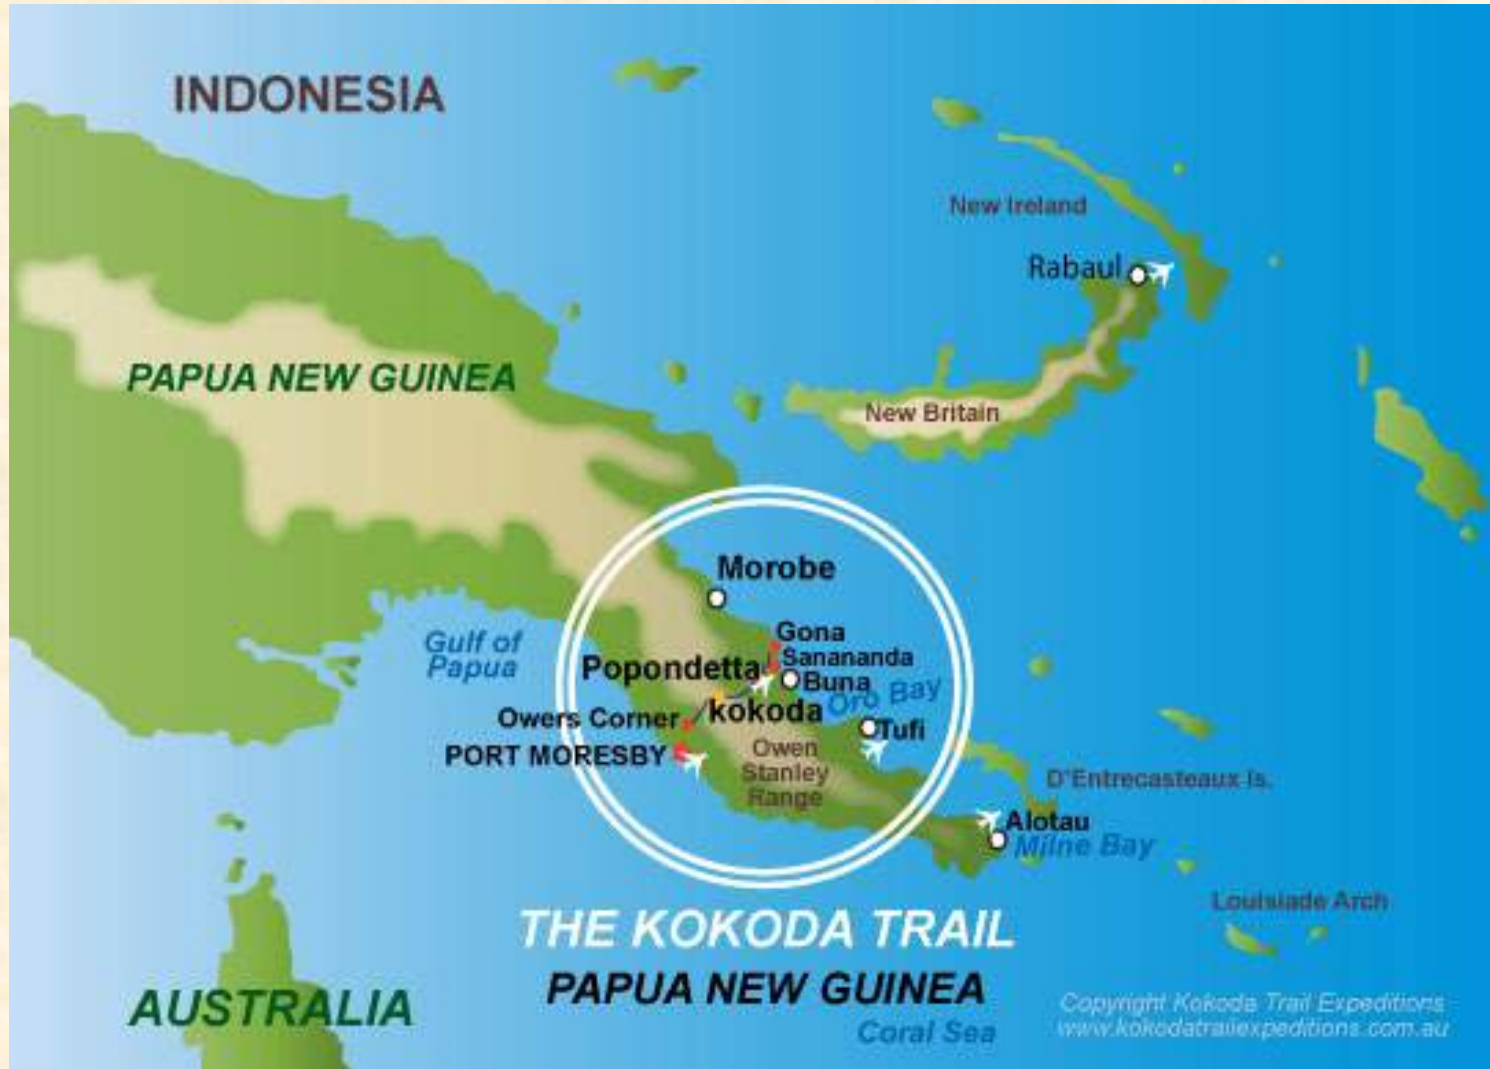 INDONESIA
New Ireland
Rabaul
PAPUA NEW GUINEA
New Britain
Morobe
Gulf of
Papua
Gona
Sanananda
Popondetta
Buna
Oro Bay
kokoda
Owers Corner
Tufi
PORT MORESBY
Owen
Stanley
Range
D'Entrecasteaux Is.
Alotau
Milne Bay
Louisiade Arch
THE KOKODA TRAIL
PAPUA NEW GUINEA
AUSTRALIA
Coral Sea
Copyright Kokoda Trail Expeditions
www.kokodatrailexpeditions.com.au